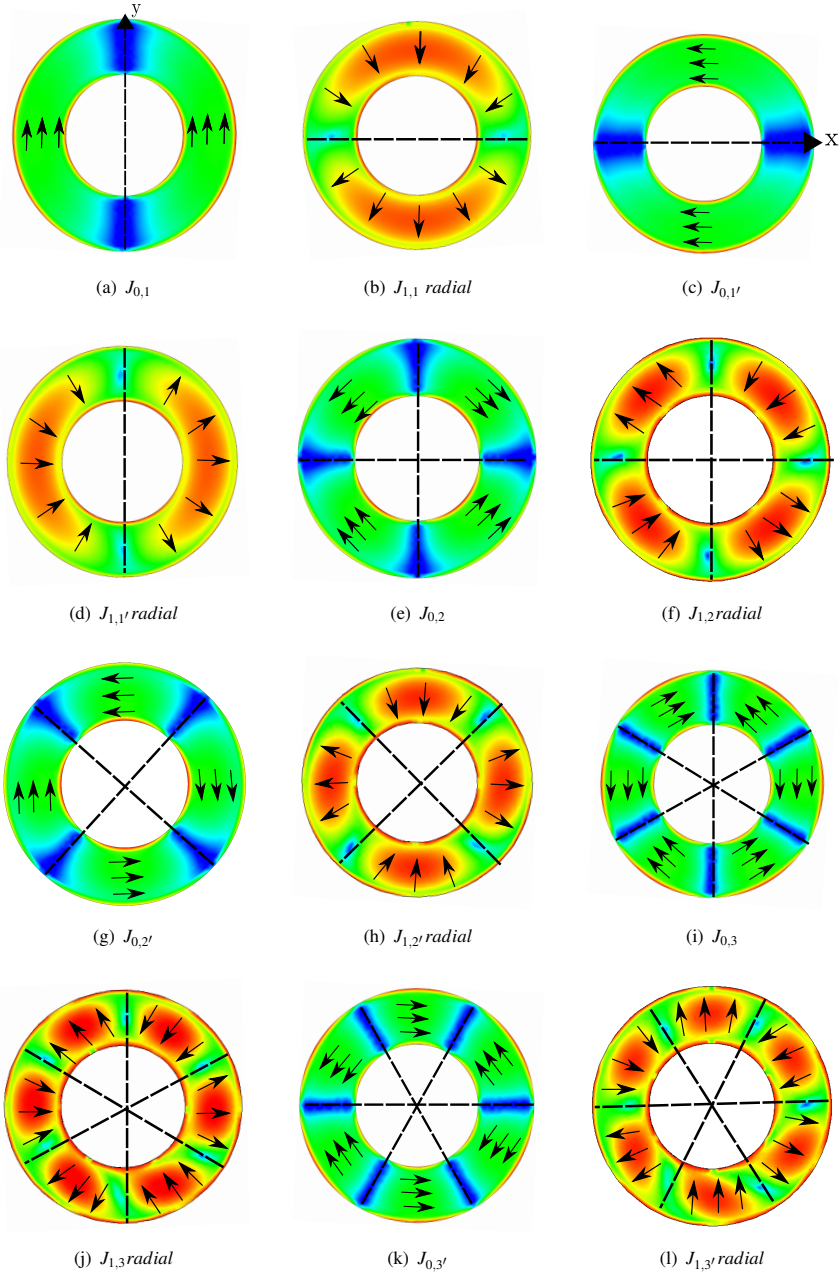 y
X
(a) J0,1
(b) J1,1 radial
(c) J0,1′
(d) J1,1′ radial
(e) J0,2
(f) J1,2 radial
(g) J0,2′
(h) J1,2′ radial
(i) J0,3
(j) J1,3 radial
(k) J0,3′
(l) J1,3′ radial